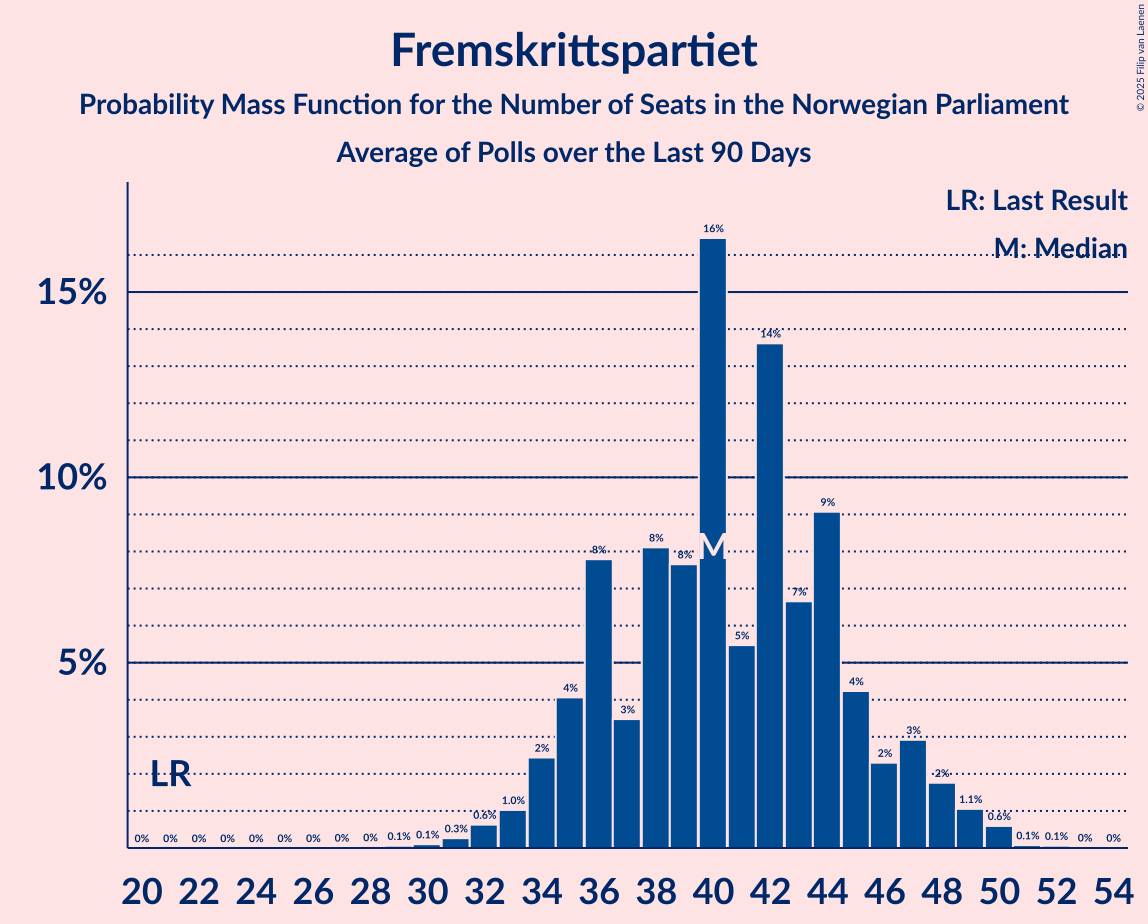 Fremskrittspartiet
Probability Mass Function for the Number of Seats in the Norwegian Parliament
Average of Polls over the Last 90 Days
© 2025 Filip van Laenen
LR: Last Result
M: Median
15%
10%
5%
LR
M
0% 0% 0% 0% 0% 0% 0% 0% 0% 0.1% 0.1% 0.3% 0.6% 1.0% 2% 4% 8% 3% 8% 8% 16% 5% 14% 7% 9% 4% 2% 3% 2% 1.1% 0.6% 0.1% 0.1% 0% 0%
20 22 24 26 28 30 32 34 36 38 40 42 44 46 48 50 52 54